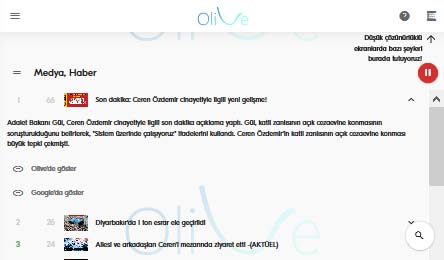 Olive
Düşük çözünürlüklü
ekranlarda bazı şeyleri
burada tutuyoruz!
Medya, Haber
1 66 Son dakika: Ceren Özdemir cinayetiyle ilgili yeni gelişme!
Adalet Bakanı Gül, Ceren Özdemir cinayetiyle ilgili son dakika açıklama yaptı. Gül, katil zanlısının açık cezaevine konmasının
soruşturulduğunu belirterek, "Sistem üzerinde çalışıyoruz" ifadelerini kullandı. Ceren Özdemir'in katil zanlısının açık cezaevine konması
büyük tepki çekmişti.
Olive'de göster
Google'da göster
2 26 Diyarbakır'da 1 ton esrar ele geçirildi
3 24 Ailesi ve arkadaşları Ceren'i mezarında ziyaret etti -(AKTÜEL)
Olive